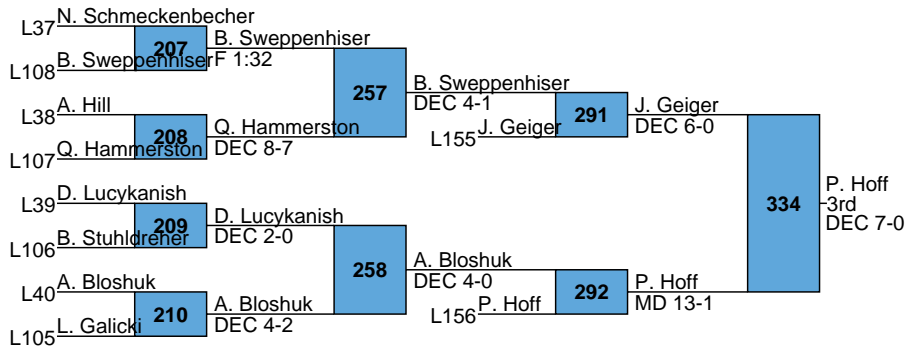 N. Schmeckenbecher
L37
207
B. Sweppenhiser
F 1:32
L108
B. Sweppenhiser
257
B. Sweppenhiser
DEC 4-1
A. Hill
L38
208
Q. Hammerston
DEC 8-7
L107
Q. Hammerston
L155
J. Geiger
291
J. Geiger
DEC 6-0
D. Lucykanish
L39
209
D. Lucykanish
DEC 2-0
L106
B. Stuhldreher
258
A. Bloshuk
DEC 4-0
A. Bloshuk
L40
210
A. Bloshuk
DEC 4-2
L105
L. Galicki
L156
P. Hoff
292
P. Hoff
MD 13-1
334
P. Hoff
3rd
DEC 7-0